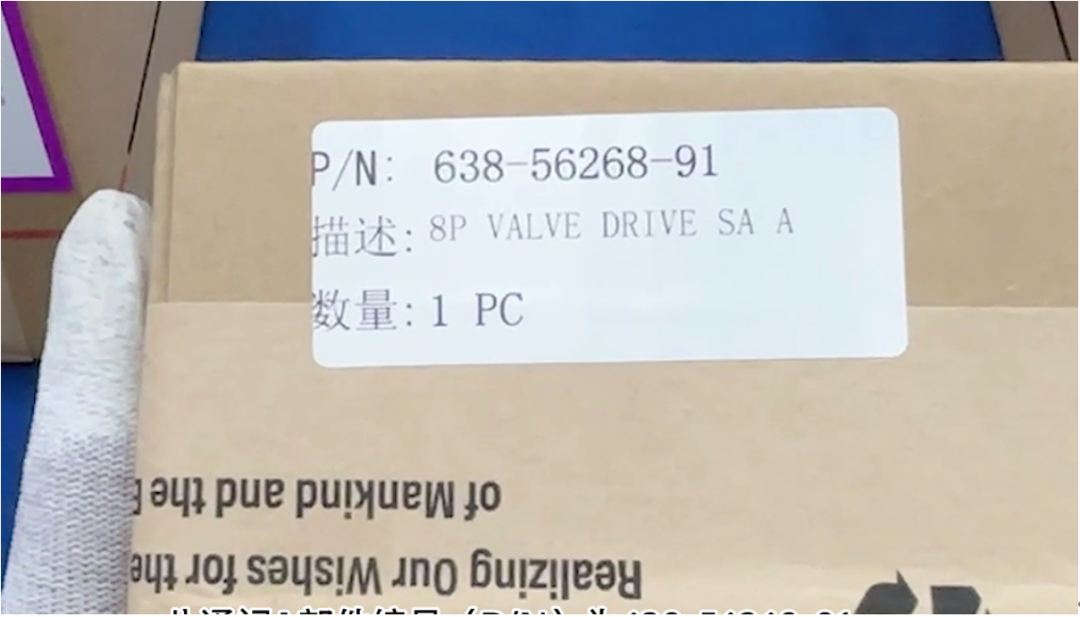 P/N: 638-56268-91
描述: 8P VALVE DRIVE SA A
数量: 1 PC
of Mankind and the
Realizing Our Wishes for the